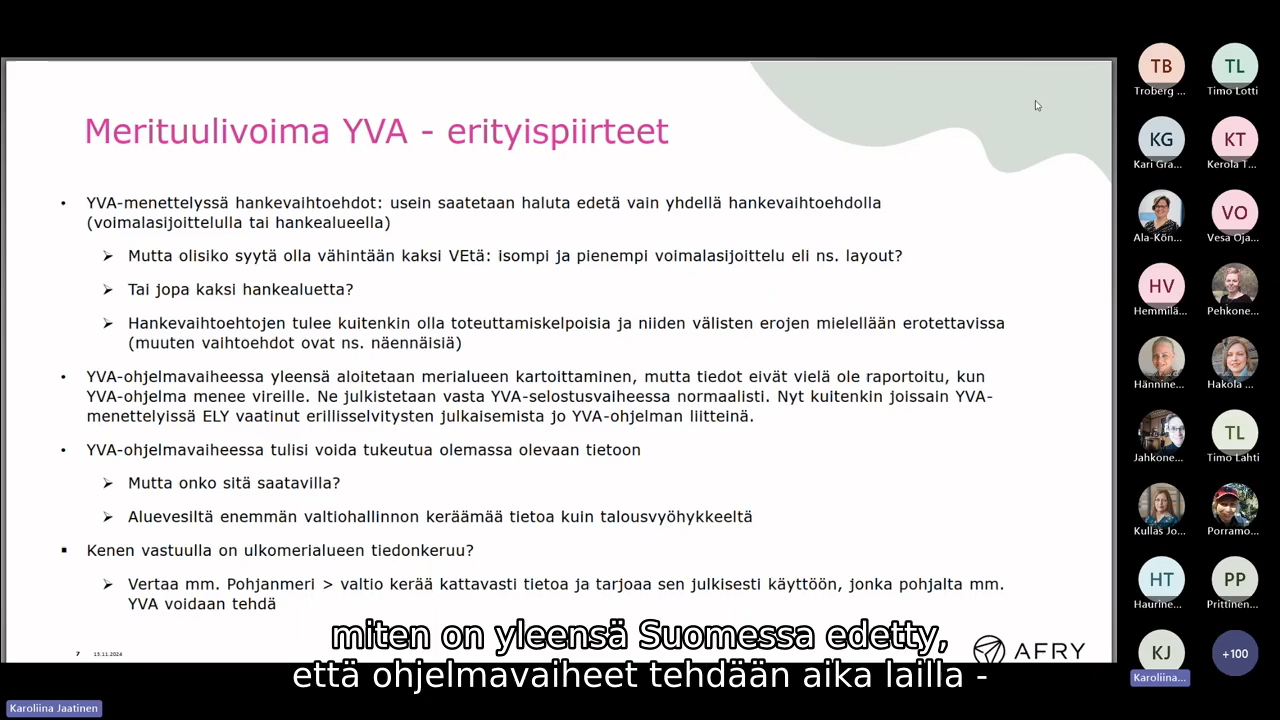 Merituulivoima YVA - erityispiirteet
• YVA-menettelyssä hankevaihtoehdot: usein saatetaan haluta edetä vain yhdellä hankevaihtoehdolla
(voimalasijoittelulla tai hankealueella)
➢ Mutta olisiko syytä olla vähintään kaksi VEtä: isompi ja pienempi voimalasijoittelu eli ns. layout?
➢ Tai jopa kaksi hankealuetta?
➢ Hankevaihtoehtojen tulee kuitenkin olla toteuttamiskelpoisia ja niiden välisten erojen mielellään erotettavissa
(muuten vaihtoehdot ovat ns. näennäisiä)
• YVA-ohjelmavaiheessa yleensä aloitetaan merialueen kartoittaminen, mutta tiedot eivät vielä ole raportoitu, kun
YVA-ohjelma menee vireille. Ne julkistetaan vasta YVA-selostusvaiheessa normaalisti. Nyt kuitenkin joissain YVA-
menettelyissä ELY vaatinut erillisselvitysten julkaisemista jo YVA-ohjelman liitteinä.
• YVA-ohjelmavaiheessa tulisi voida tukeutua olemassa olevaan tietoon
➢ Mutta onko sitä saatavilla?
➢ Aluevesiltä enemmän valtiohallinnon keräämää tietoa kuin talousvyöhykkeeltä
▪ Kenen vastuulla on ulkomerialueen tiedonkeruu?
➢ Vertaa mm. Pohjanmeri > valtio kerää kattavasti tietoa ja tarjoaa sen julkisesti käyttöön, jonka pohjalta mm.
YVA voidaan tehdä
7 15.11.2024
AFRY
miten on yleensä Suomessa edetty,
että ohjelmavaiheet tehdään aika lailla -
Karoliina Jaatinen
TB TL
Troberg ... Timo Lotti
KG KT
Kari Gra... Kerola T...
VO
Ala-Kön... Vesa Oja...
HV
Hemmilä... Pehkone...
Hännine... Hakola ...
TL
Jahkone... Timo Lahti
Kullas Jo... Porramo...
HT PP
Haurine... Prittinen...
KJ +100
Karoliina...